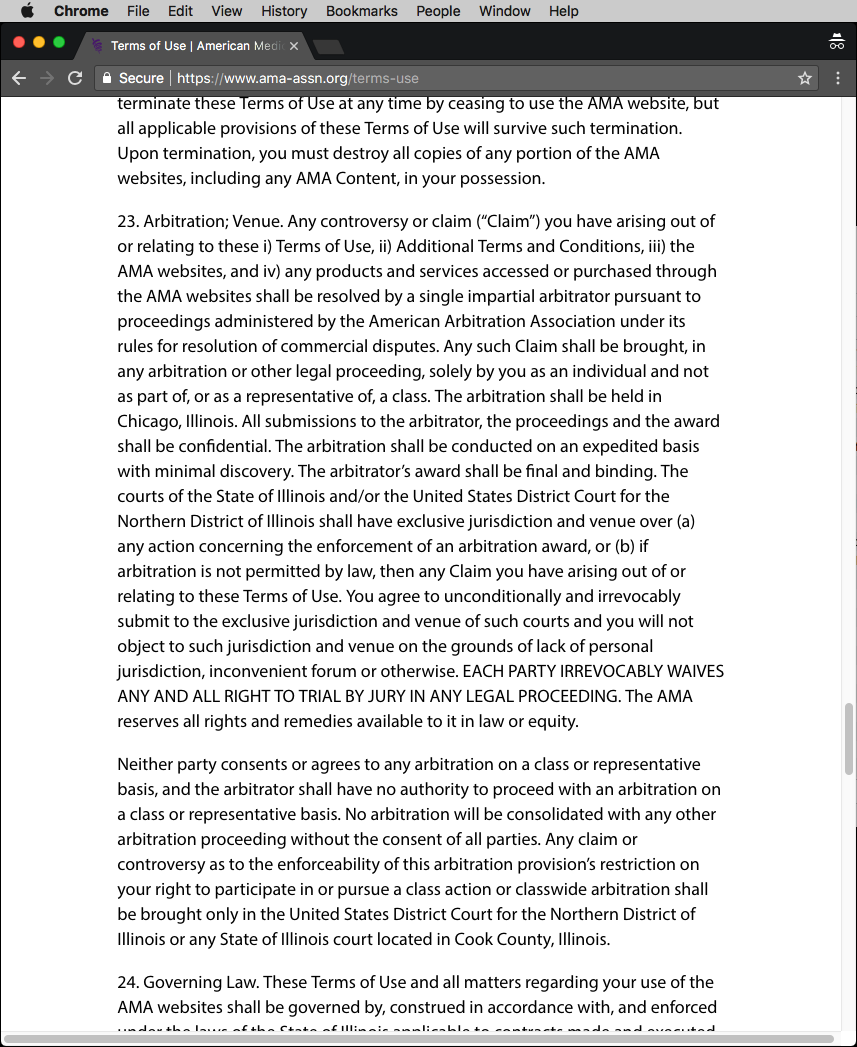 Chrome File Edit View History Bookmarks People Window Help
Terms of Use | American Medi
Secure | https://www.ama-assn.org/terms-use
terminate these Terms of Use at any time by ceasing to use the AMA website, but
all applicable provisions of these Terms of Use will survive such termination.
Upon termination, you must destroy all copies of any portion of the AMA
websites, including any AMA Content, in your possession.
23. Arbitration; Venue. Any controversy or claim (“Claim”) you have arising out of
or relating to these i) Terms of Use, ii) Additional Terms and Conditions, iii) the
AMA websites, and iv) any products and services accessed or purchased through
the AMA websites shall be resolved by a single impartial arbitrator pursuant to
proceedings administered by the American Arbitration Association under its
rules for resolution of commercial disputes. Any such Claim shall be brought, in
any arbitration or other legal proceeding, solely by you as an individual and not
as part of, or as a representative of, a class. The arbitration shall be held in
Chicago, Illinois. All submissions to the arbitrator, the proceedings and the award
shall be confidential. The arbitration shall be conducted on an expedited basis
with minimal discovery. The arbitrator’s award shall be final and binding. The
courts of the State of Illinois and/or the United States District Court for the
Northern District of Illinois shall have exclusive jurisdiction and venue over (a)
any action concerning the enforcement of an arbitration award, or (b) if
arbitration is not permitted by law, then any Claim you have arising out of or
relating to these Terms of Use. You agree to unconditionally and irrevocably
submit to the exclusive jurisdiction and venue of such courts and you will not
object to such jurisdiction and venue on the grounds of lack of personal
jurisdiction, inconvenient forum or otherwise. EACH PARTY IRREVOCABLY WAIVES
ANY AND ALL RIGHT TO TRIAL BY JURY IN ANY LEGAL PROCEEDING. The AMA
reserves all rights and remedies available to it in law or equity.
Neither party consents or agrees to any arbitration on a class or representative
basis, and the arbitrator shall have no authority to proceed with an arbitration on
a class or representative basis. No arbitration will be consolidated with any other
arbitration proceeding without the consent of all parties. Any claim or
controversy as to the enforceability of this arbitration provision’s restriction on
your right to participate in or pursue a class action or classwide arbitration shall
be brought only in the United States District Court for the Northern District of
Illinois or any State of Illinois court located in Cook County, Illinois.
24. Governing Law. These Terms of Use and all matters regarding your use of the
AMA websites shall be governed by, construed in accordance with, and enforced
under the laws of the State of Illinois applicable to contracts made and executed